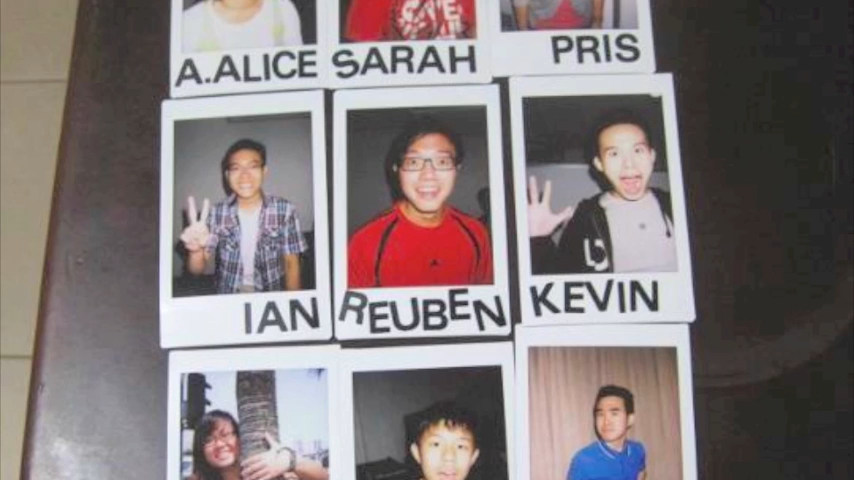 A.ALICE
SARAH
PRIS
IAN
REUBEN
KEVIN